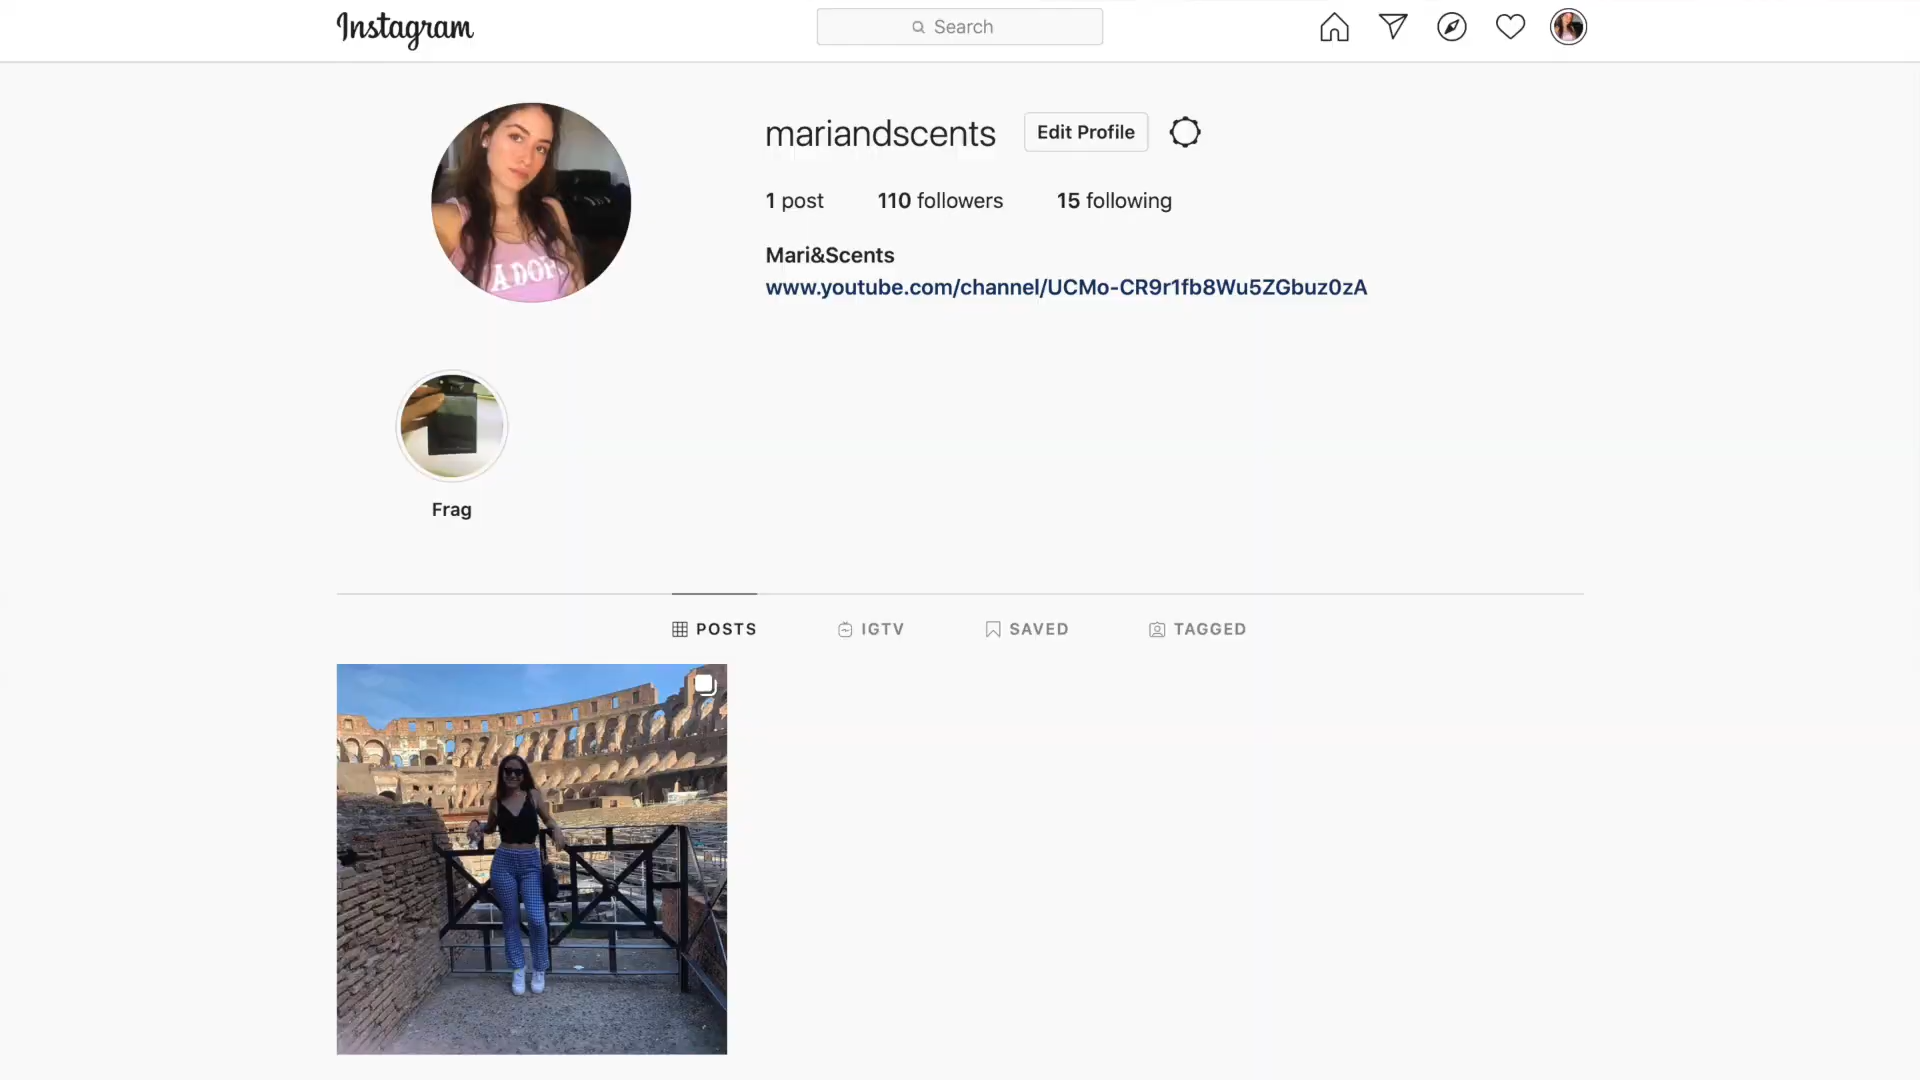 Instagram
Search
mariandscents
Edit Profile
1 post 110 followers 15 following
Mari&Scents
www.youtube.com/channel/UCMo-CR9r1fb8Wu5ZGbuz0zA
ADOR
Frag
POSTS
IGTV
SAVED
TAGGED